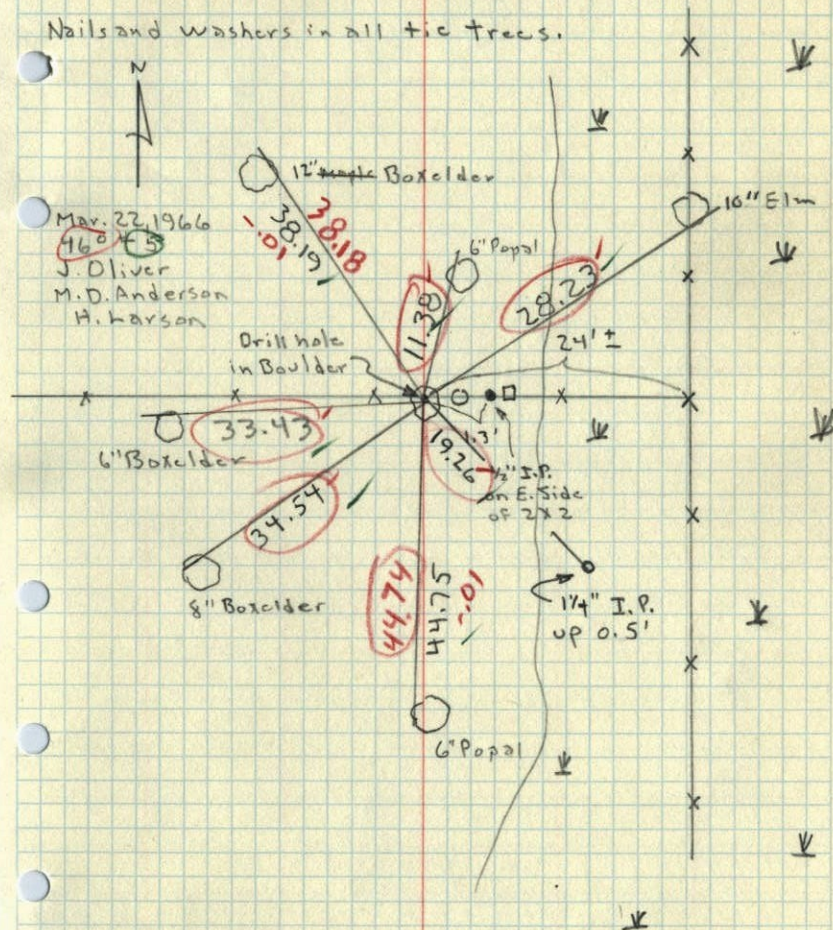 Nails and washers in all tie trees.
N
12" maple Boxelder
10" Elm
Mar. 22, 1966
46° + 5
J. Oliver
M.D. Anderson
H. Larson
38.18
38.19
-.01
6" Popal
11.38
28.23
24' ±
Drill hole
in Boulder
33.43
6" Boxelder
1.3'
19.26
1/2" I.P.
on E. Side
of 2x2
34.54
8" Boxelder
44.74
44.75
-.01
1 1/4" I.P.
up 0.5'
6" Popal